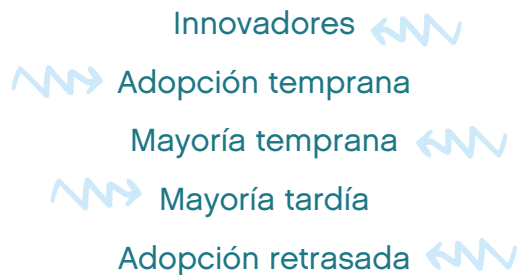 Innovadores
Adopción temprana
Mayoría temprana
Mayoría tardía
Adopción retrasada